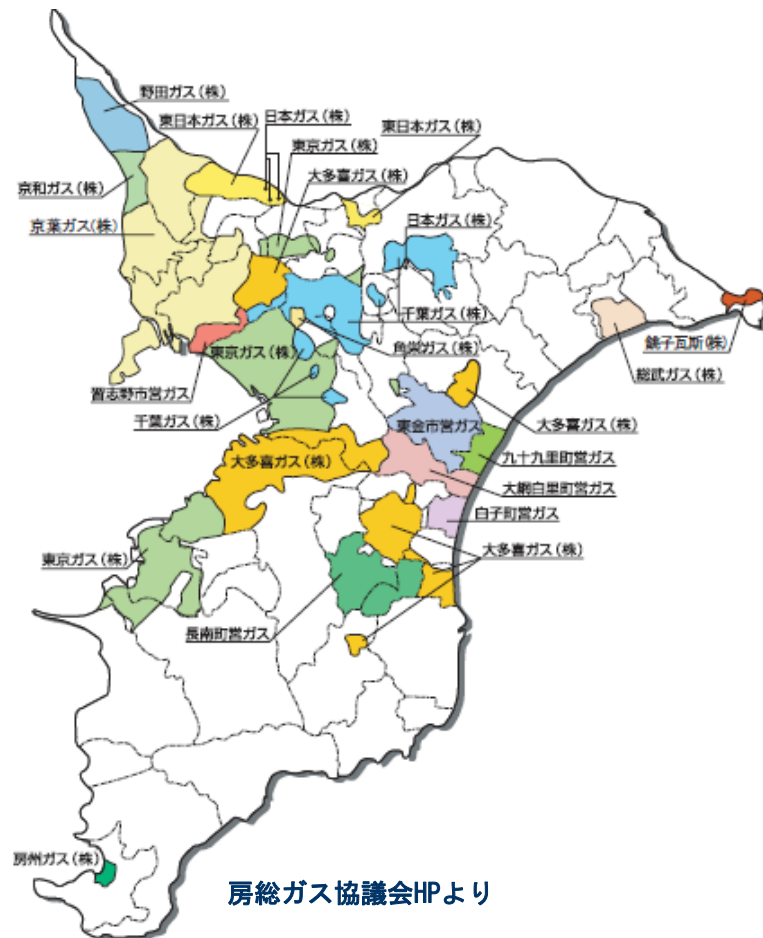 野田ガス(株)
東日本ガス(株)
日本ガス(株)
東日本ガス(株)
東京ガス(株)
京和ガス(株)
大多喜ガス(株)
京葉ガス(株)
日本ガス(株)
千葉ガス(株)
銚子瓦斯(株)
東京ガス(株)
角栄ガス(株)
総武ガス(株)
習志野市営ガス
千葉ガス(株)
東金市営ガス
大多喜ガス(株)
九十九里町営ガス
大多喜ガス(株)
大網白里町営ガス
白子町営ガス
大多喜ガス(株)
東京ガス(株)
長南町営ガス
房州ガス(株)
房総ガス協議会HPより